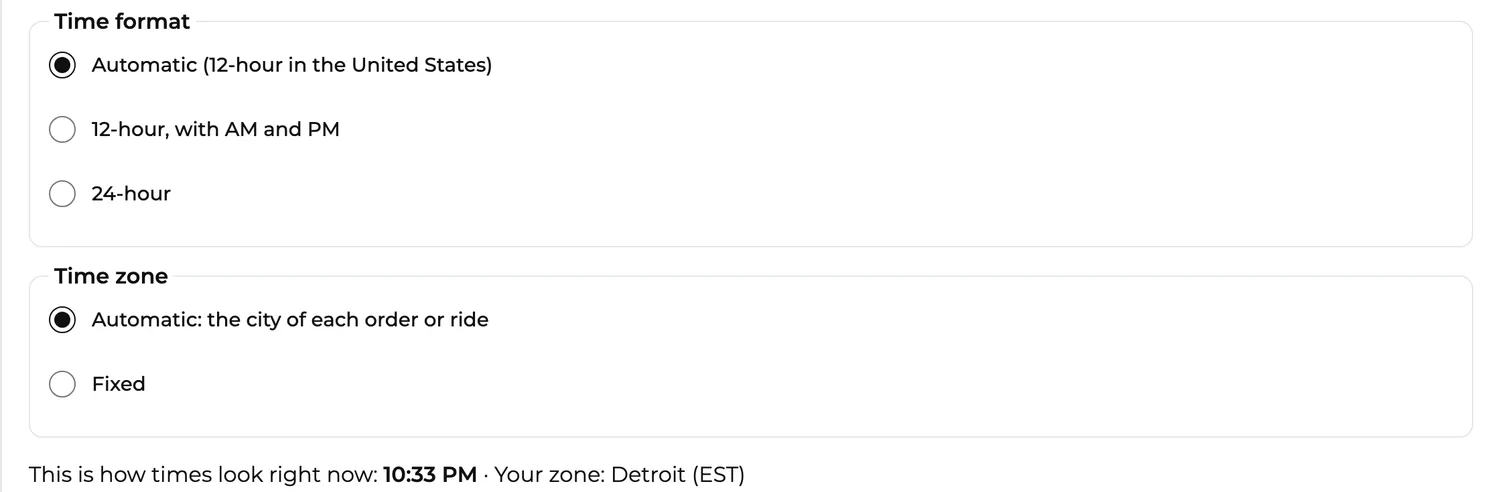 Time format
Automatic (12-hour in the United States)
12-hour, with AM and PM
24-hour
Time zone
Automatic: the city of each order or ride
Fixed
This is how times look right now: 10:33 PM · Your zone: Detroit (EST)